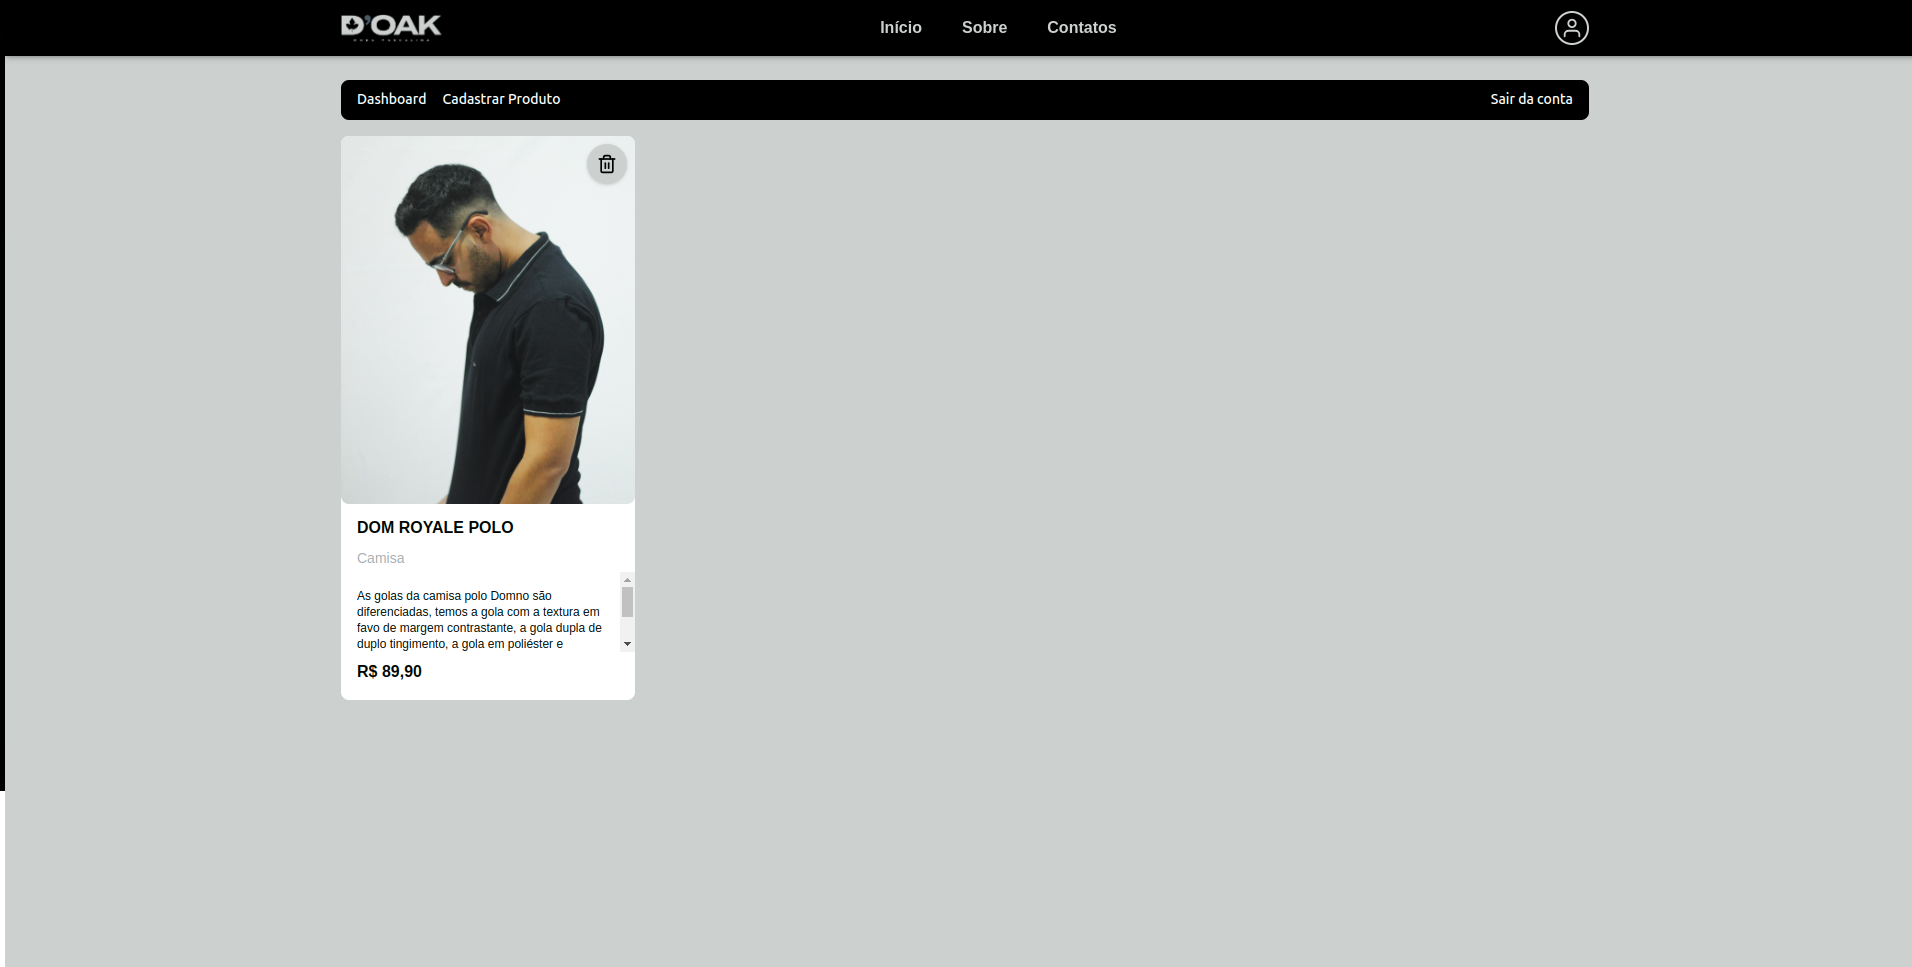 D'OAK
Início Sobre Contatos
Dashboard Cadastrar Produto Sair da conta
DOM ROYALE POLO
Camisa
As golas da camisa polo Domno são
diferenciadas, temos a gola com a textura em
favo de margem contrastante, a gola dupla de
duplo tingimento, a gola em poliéster e
R$ 89,90